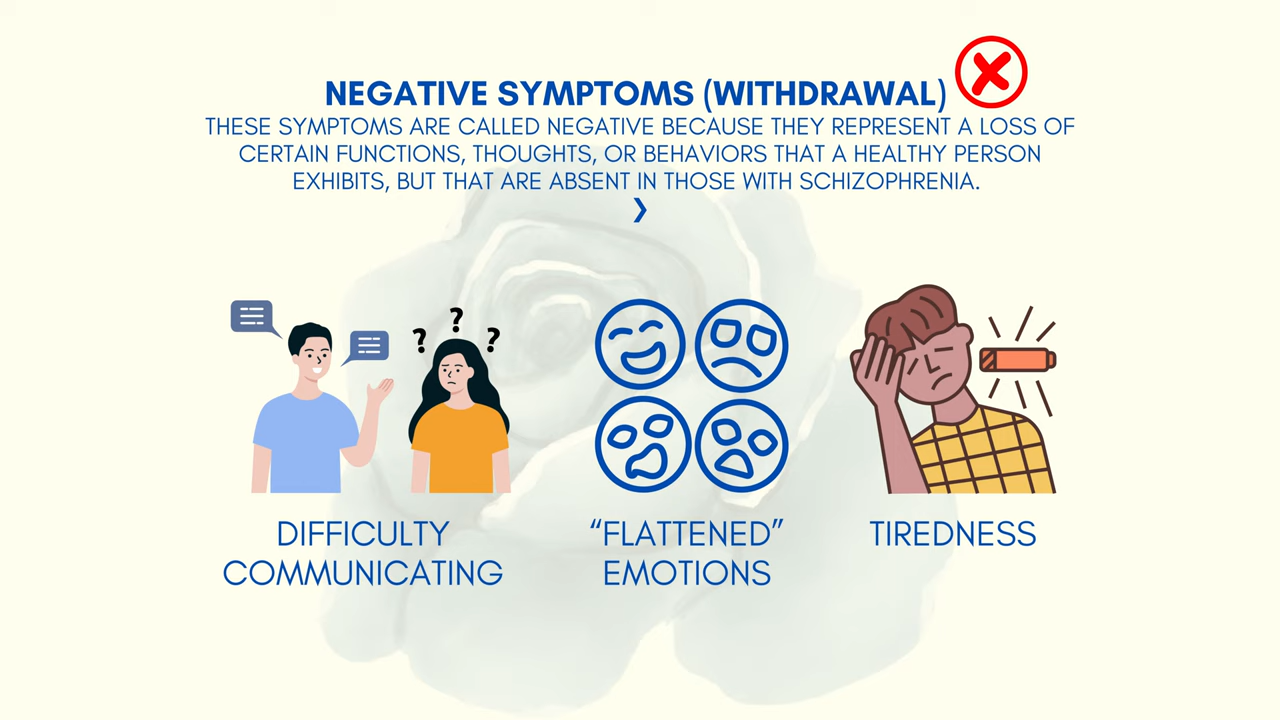 NEGATIVE SYMPTOMS (WITHDRAWAL)
THESE SYMPTOMS ARE CALLED NEGATIVE BECAUSE THEY REPRESENT A LOSS OF
CERTAIN FUNCTIONS, THOUGHTS, OR BEHAVIORS THAT A HEALTHY PERSON
EXHIBITS, BUT THAT ARE ABSENT IN THOSE WITH SCHIZOPHRENIA.
❯
? ? ?
DIFFICULTY
COMMUNICATING
“FLATTENED”
EMOTIONS
TIREDNESS